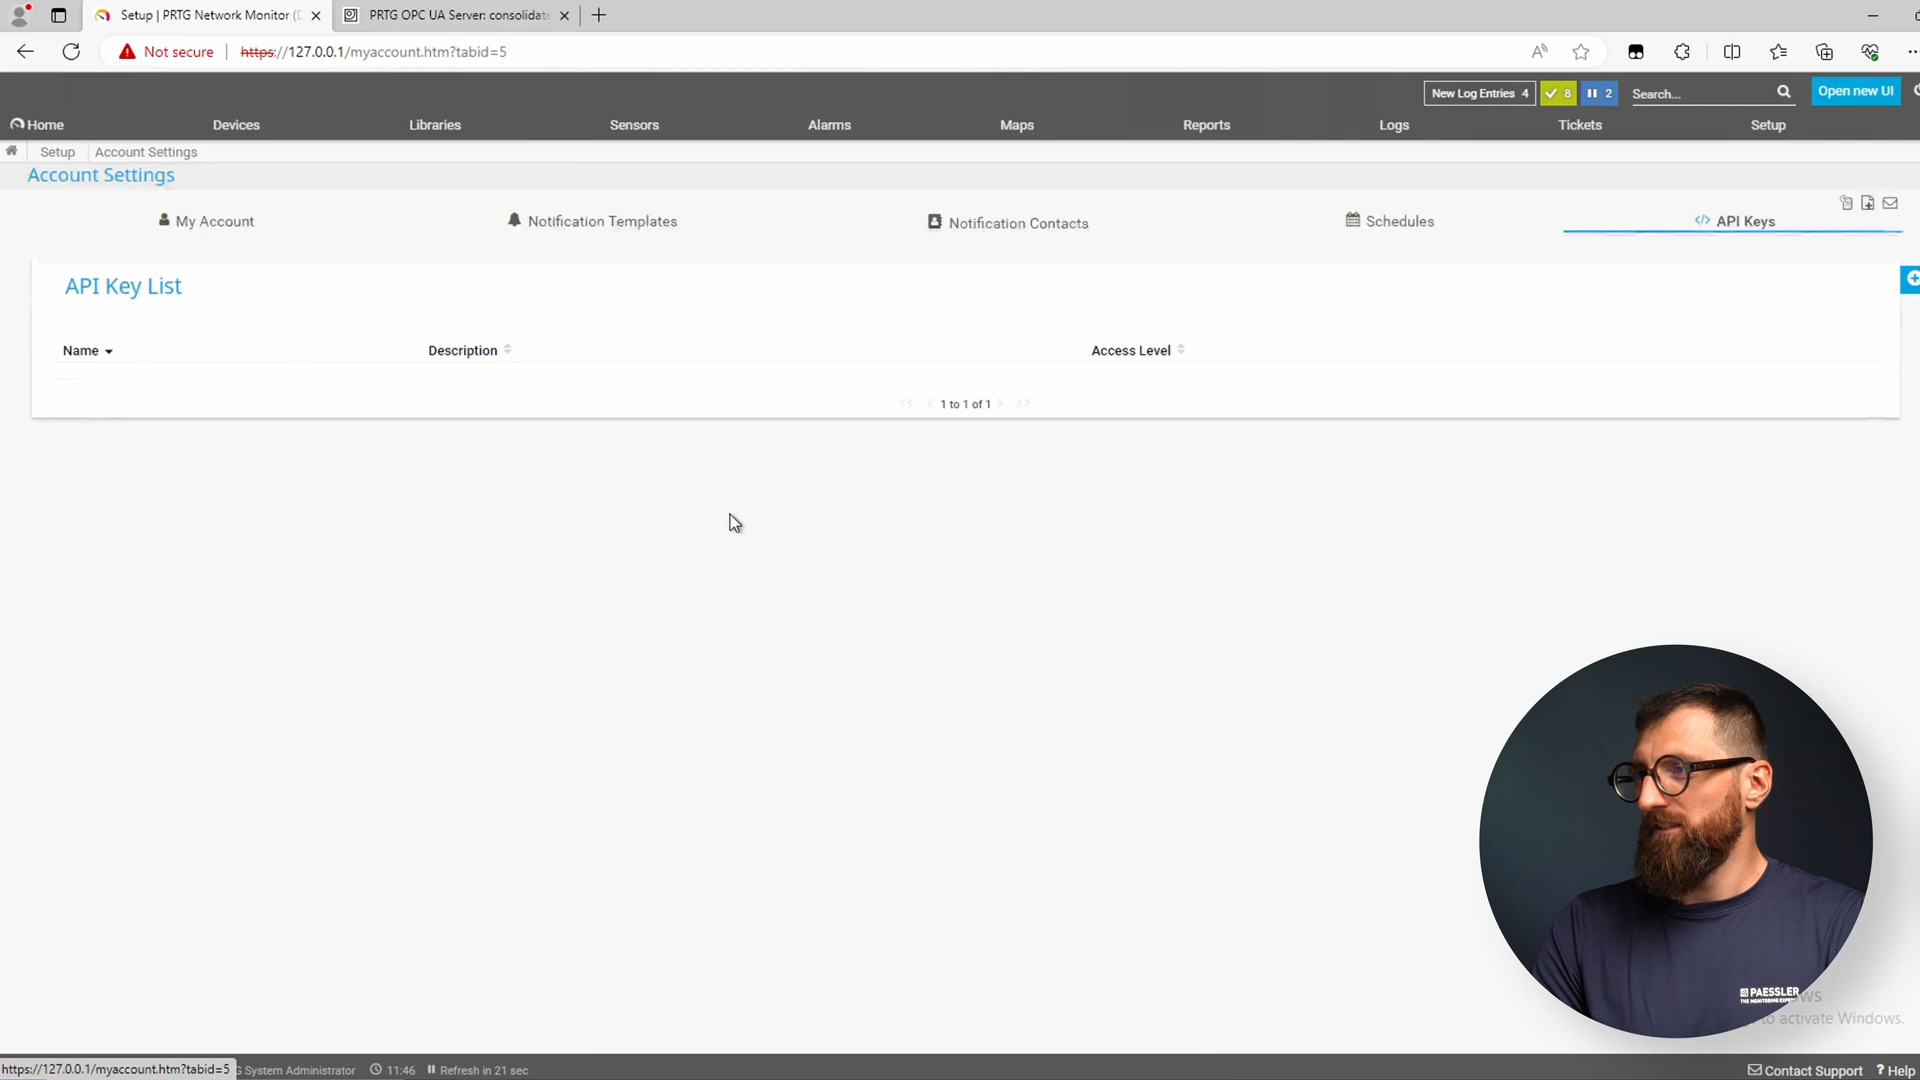 Setup | PRTG Network Monitor (
PRTG OPC UA Server: consolidate
Not secure
https://127.0.0.1/myaccount.htm?tabid=5
New Log Entries 4
8
2
Search...
Open new UI
Home
Devices
Libraries
Sensors
Alarms
Maps
Reports
Logs
Tickets
Setup
Setup
Account Settings
Account Settings
My Account
Notification Templates
Notification Contacts
Schedules
API Keys
API Key List
Name
Description
Access Level
<< < 1 to 1 of 1 > >>
PAESSLER
THE MONITORING
to activate Windows.
https://127.0.0.1/myaccount.htm?tabid=5
System Administrator
11:46
Refresh in 21 sec
Contact Support
? Help